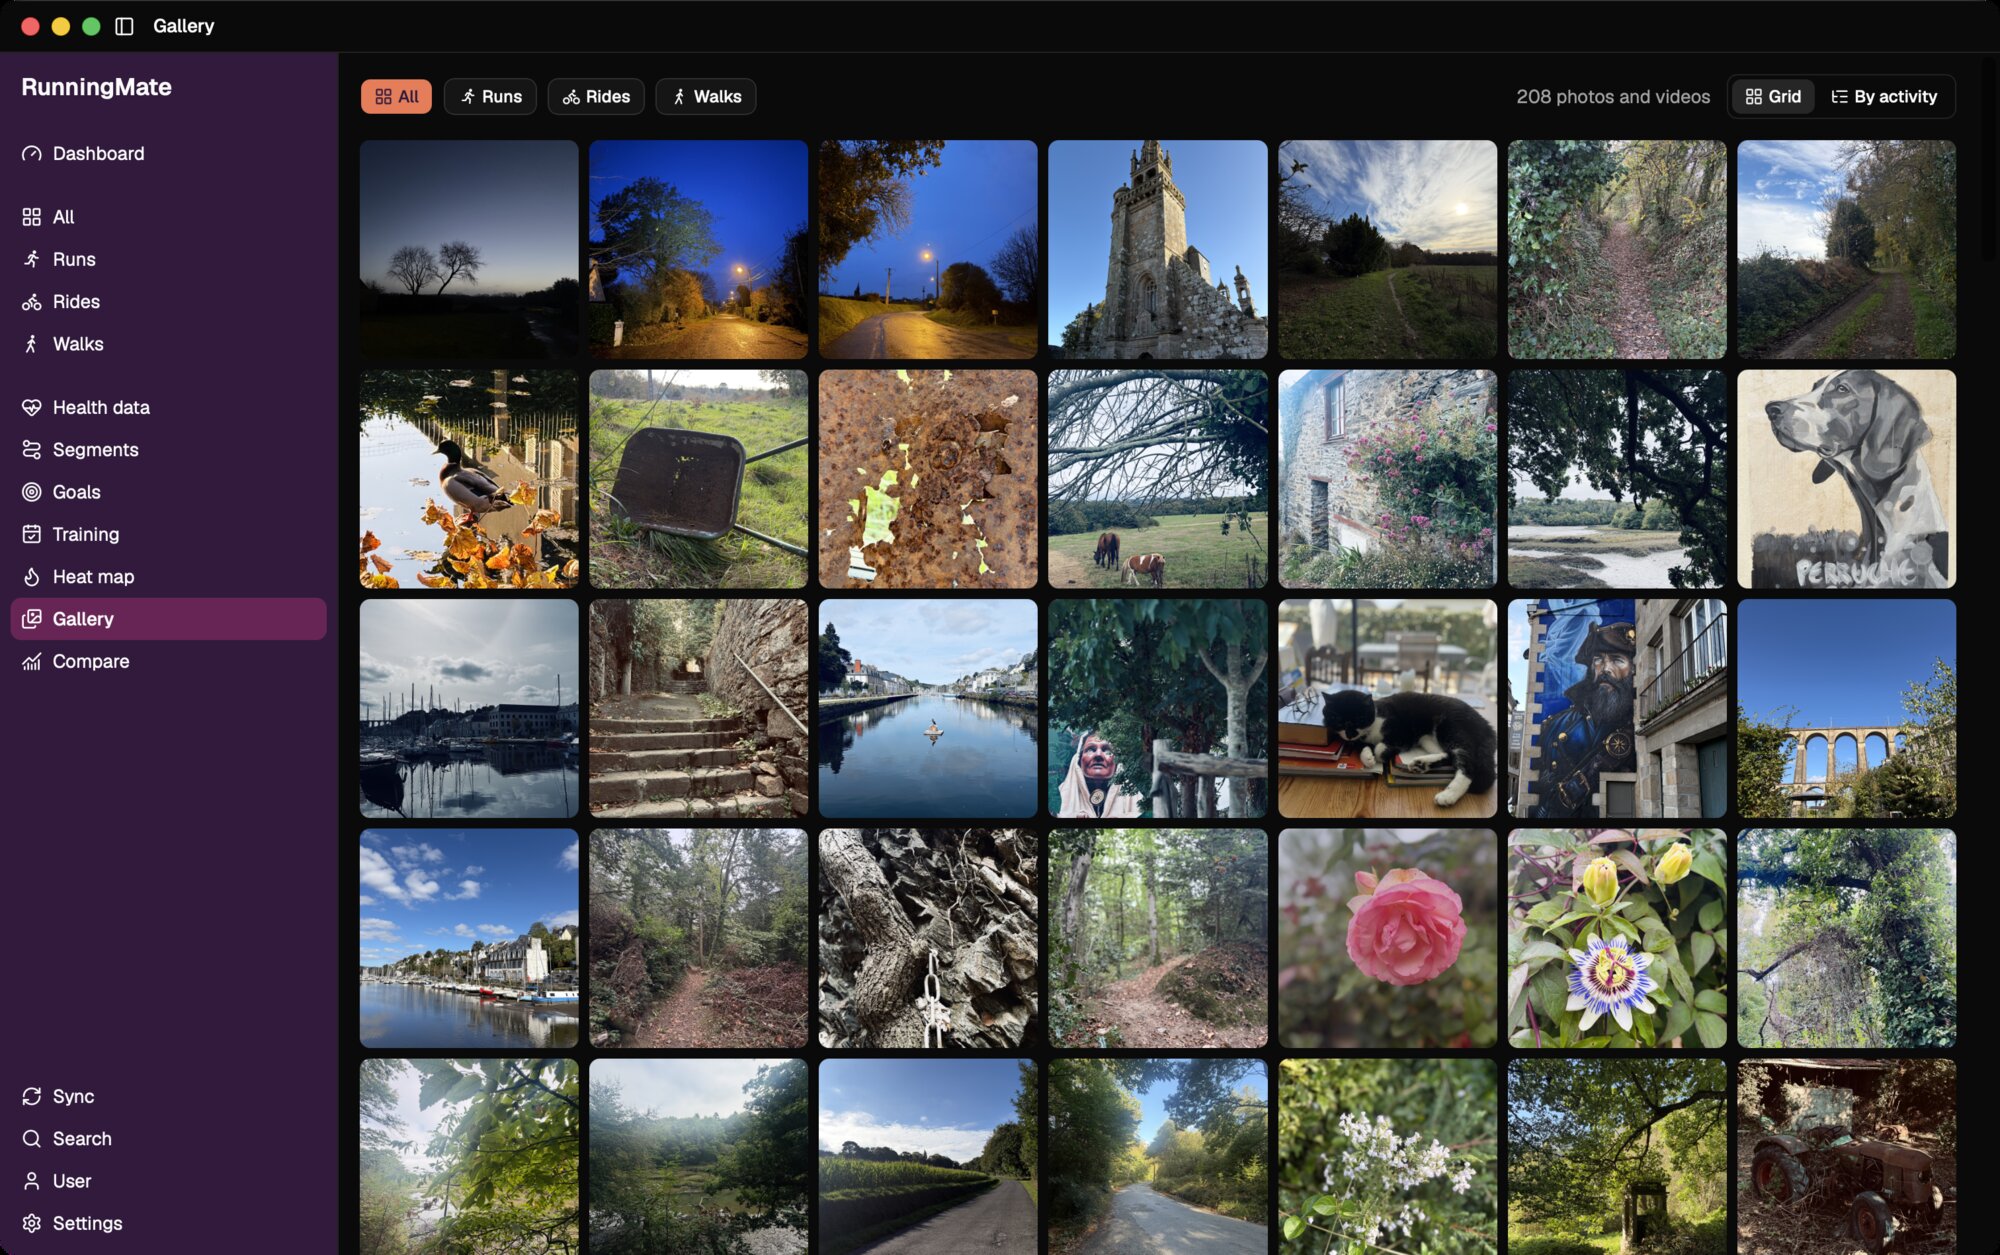 Gallery
RunningMate
Dashboard
All
Runs
Rides
Walks
Health data
Segments
Goals
Training
Heat map
Gallery
Compare
Sync
Search
User
Settings
All
Runs
Rides
Walks
208 photos and videos
Grid
By activity
PERRUCHE